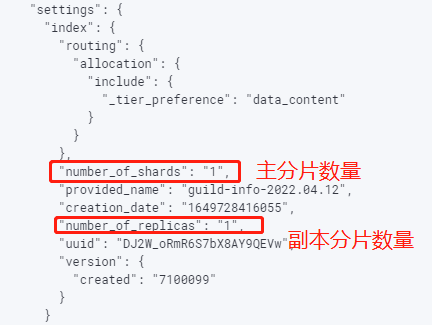 "settings": {
"index": {
"routing": {
"allocation": {
"include": {
"_tier_preference": "data_content"
}
}
},
"number_of_shards": "1", 主分片数量
"provided_name": "guild-info-2022.04.12",
"creation_date": "1649728416055",
"number_of_replicas": "1",
"uuid": "DJ2W_oRmR6S7bX8AY9QEVw", 副本分片数量
"version": {
"created": "7100099"
}
}